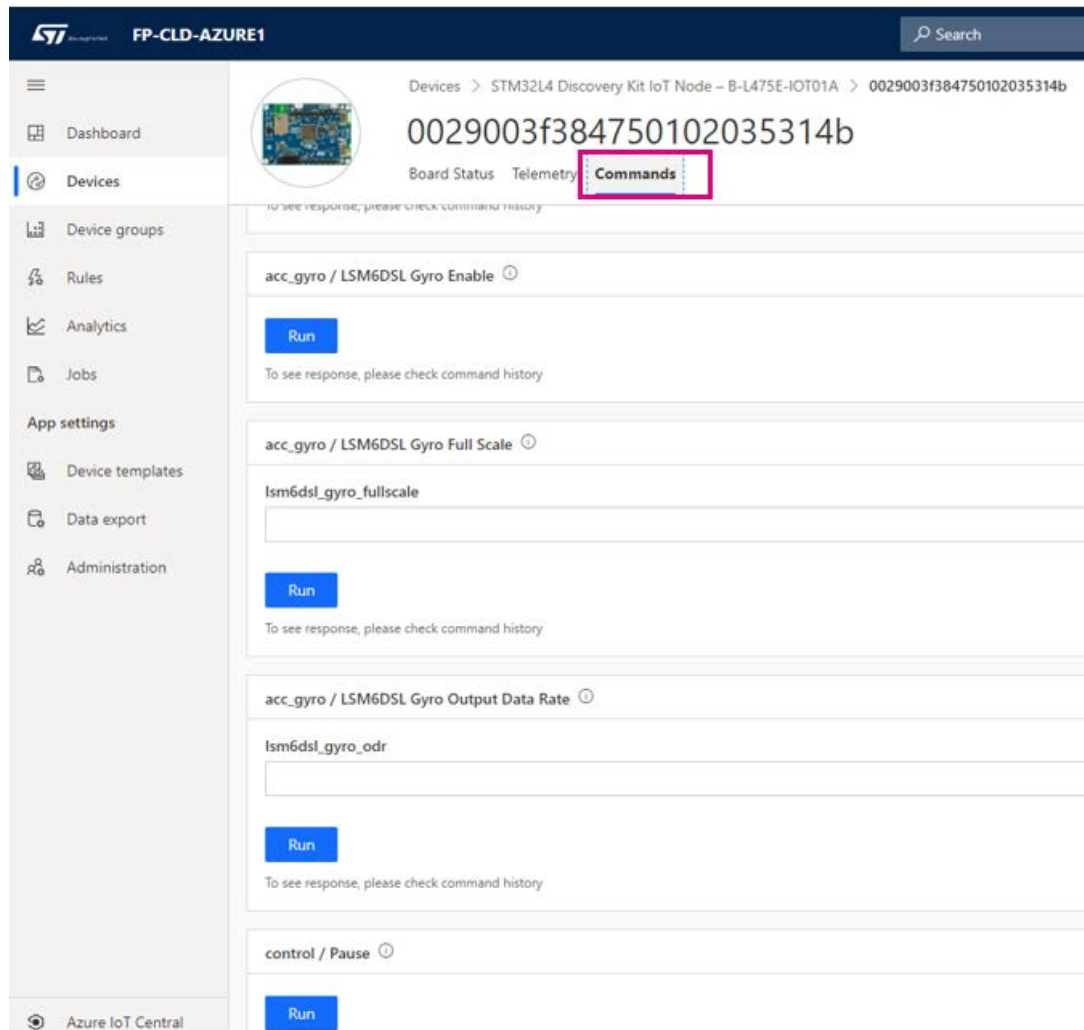 FP-CLD-AZURE1
Search
Devices > STM32L4 Discovery Kit IoT Node – B-L475E-IOT01A > 0029003f384750102035314b
0029003f384750102035314b
Board Status Telemetry Commands
Dashboard
Devices
Device groups
Rules
Analytics
Jobs
App settings
Device templates
Data export
Administration
Azure IoT Central
To see response, please check command history
acc_gyro / LSM6DSL Gyro Enable
Run
To see response, please check command history
acc_gyro / LSM6DSL Gyro Full Scale
lsm6dsl_gyro_fullscale
Run
To see response, please check command history
acc_gyro / LSM6DSL Gyro Output Data Rate
lsm6dsl_gyro_odr
Run
To see response, please check command history
control / Pause
Run